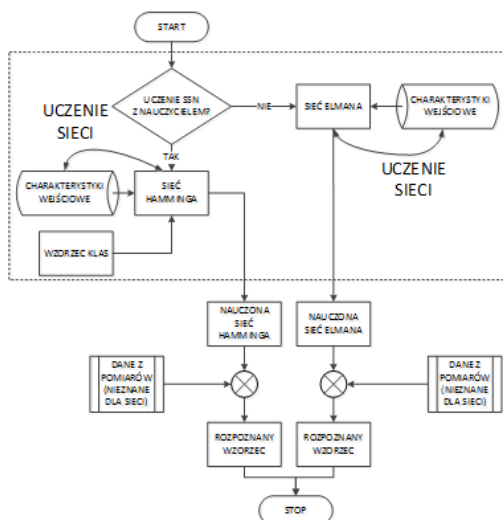 START
UCZENIE SSN
Z NAUCZYCIELEM?
NIE
SIEĆ ELMANA
CHARAKTERYSTYKI
WEJŚCIOWE
UCZENIE
SIECI
TAK
UCZENIE
SIECI
CHARAKTERYSTYKI
WEJŚCIOWE
SIEĆ
HAMMINGA
WZORZEC KLAS
NAUCZONA
SIEĆ
HAMMINGA
NAUCZONA
SIEĆ ELMANA
DANE Z
POMIARÓW
(NIEZNANE
DLA SIECI)
DANE Z
POMIARÓW
(NIEZNANE
DLA SIECI)
ROZPOZNANY
WZORZEC
ROZPOZNANY
WZORZEC
STOP